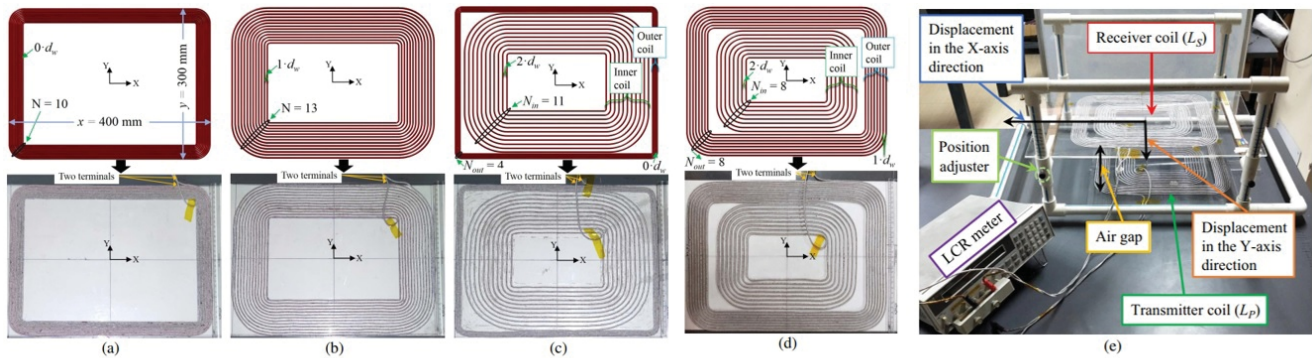 0·d_w
Y
X
N = 10
x = 400 mm
y = 300 mm
Two terminals
Y
X
(a)
1·d_w
Y
X
N = 13
Two terminals
Y
X
(b)
2·d_w
Y
X
N_in = 11
Inner
coil
Outer
coil
N_out = 4
0·d_w
Two terminals
Y
X
(c)
2·d_w
Y
X
N_in = 8
Inner
coil
Outer
coil
N_out = 8
1·d_w
Two terminals
Y
X
(d)
Displacement
in the X-axis
direction
Receiver coil (L_S)
Position
adjuster
LCR meter
Air gap
Displacement
in the Y-axis
direction
Transmitter coil (L_P)
(e)